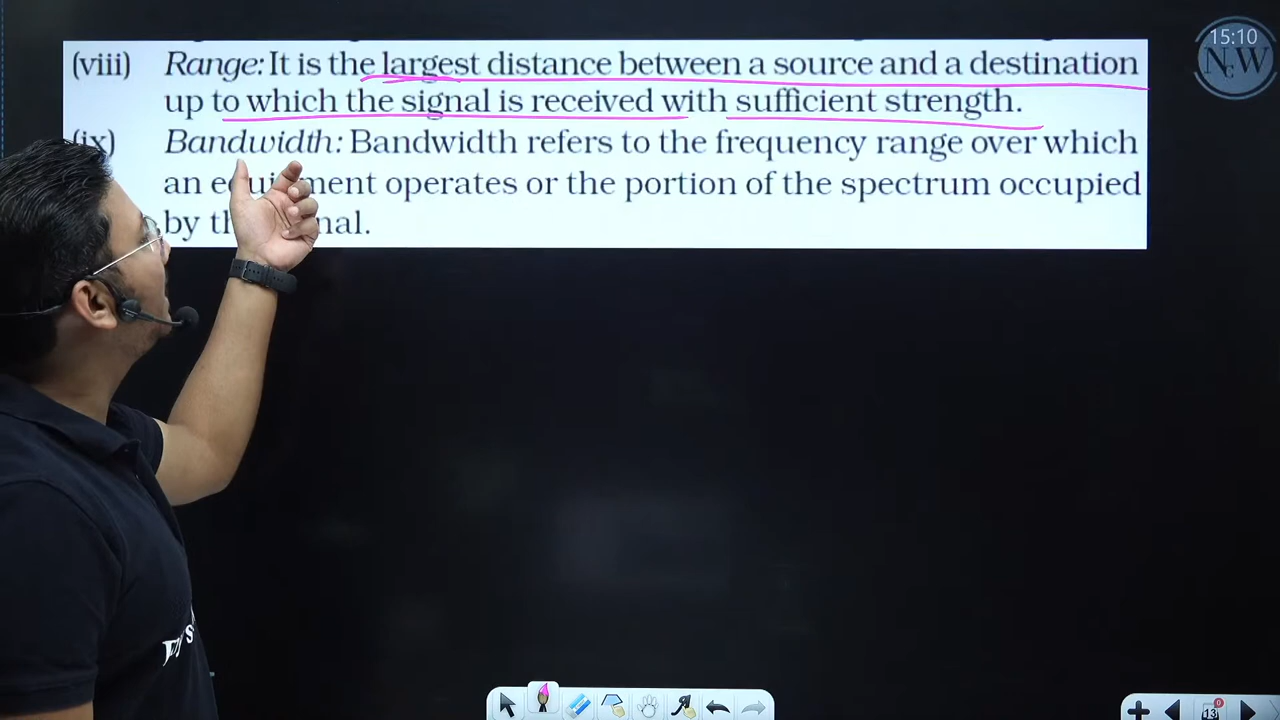 15:10
NcW
(viii) Range: It is the largest distance between a source and a destination
up to which the signal is received with sufficient strength.
Bandwidth: Bandwidth refers to the frequency range over which
an operates or the portion of the spectrum occupied
by
13